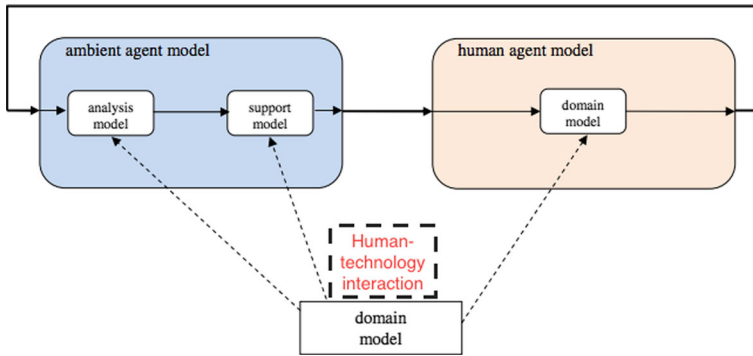 ambient agent model
human agent model
analysis
model
support
model
domain
model
Human-
technology
interaction
domain
model